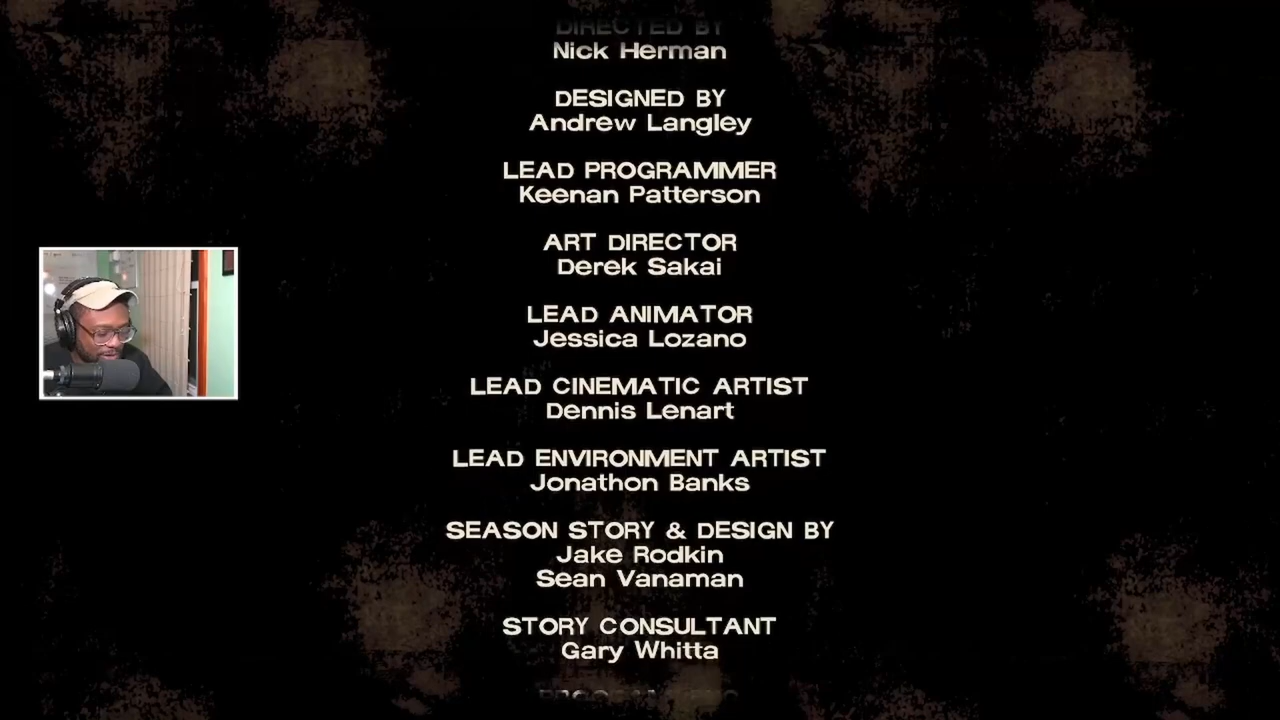 DIRECTED BY
Nick Herman
DESIGNED BY
Andrew Langley
LEAD PROGRAMMER
Keenan Patterson
ART DIRECTOR
Derek Sakai
LEAD ANIMATOR
Jessica Lozano
LEAD CINEMATIC ARTIST
Dennis Lenart
LEAD ENVIRONMENT ARTIST
Jonathon Banks
SEASON STORY & DESIGN BY
Jake Rodkin
Sean Vanaman
STORY CONSULTANT
Gary Whitta